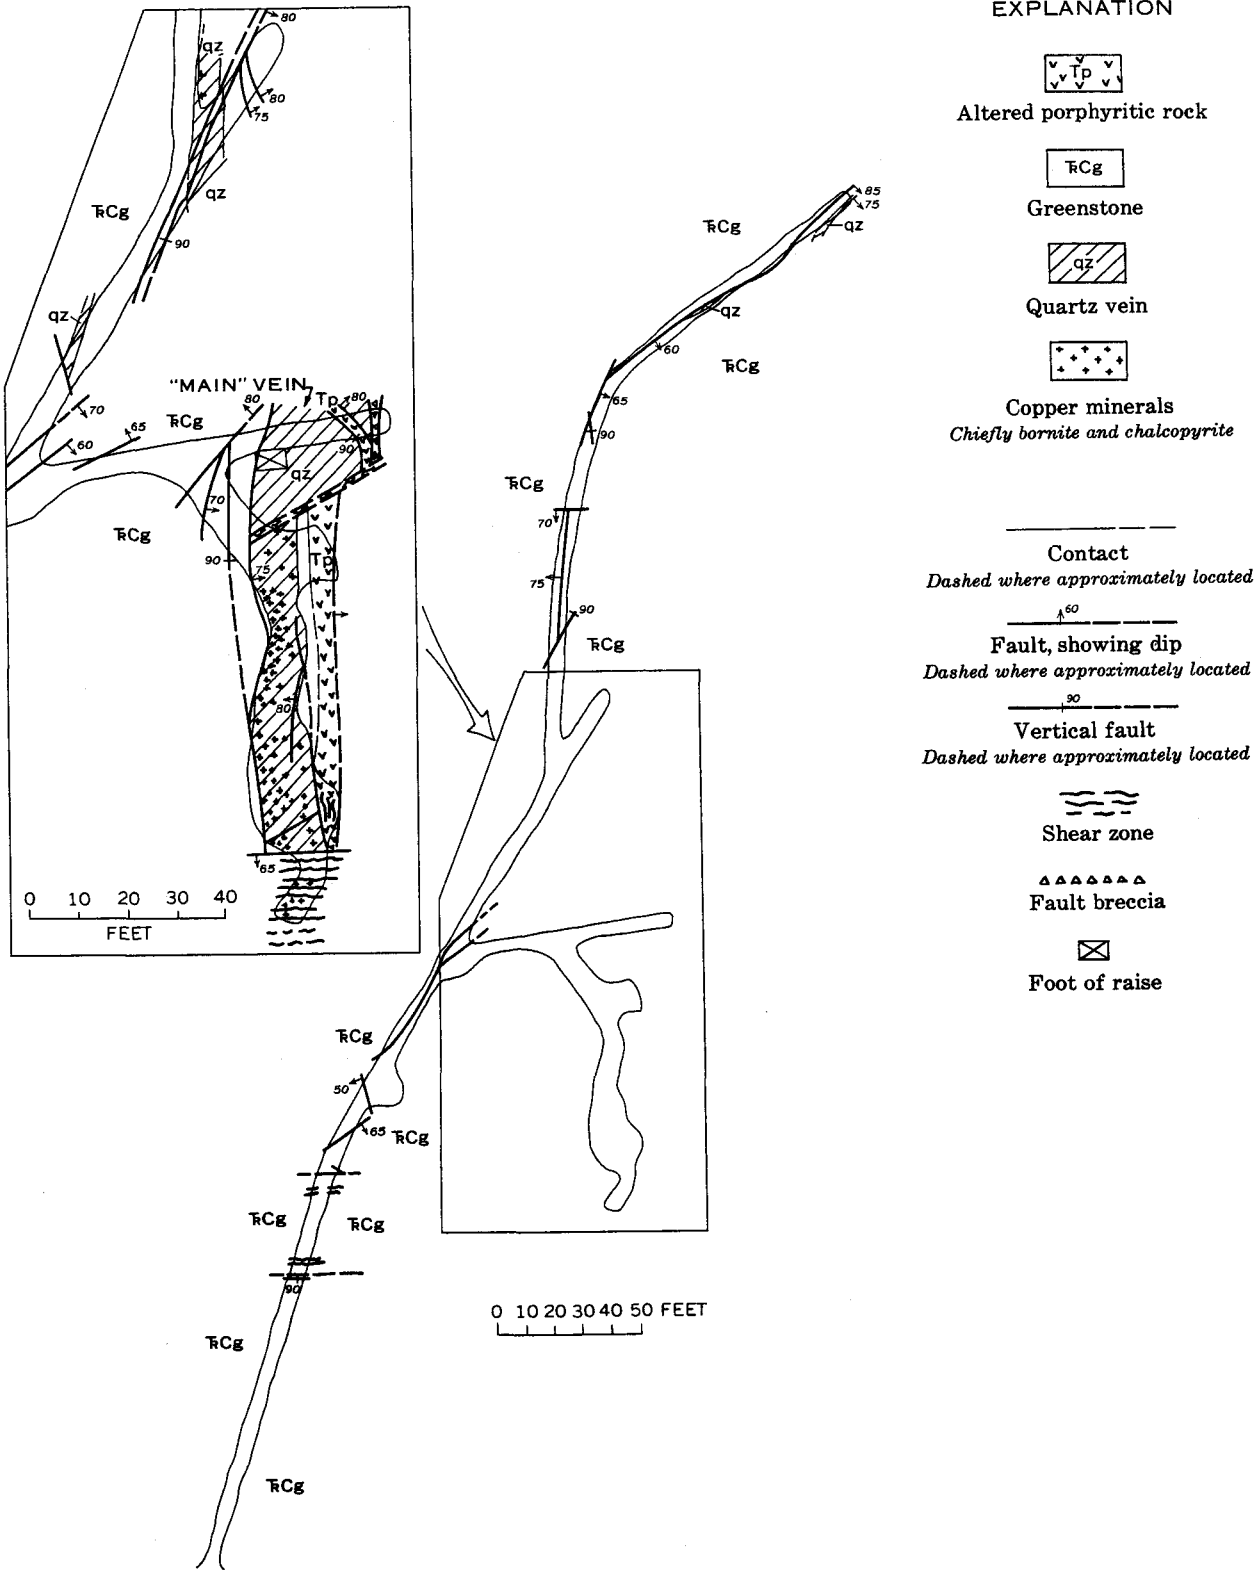 EXPLANATION
Tp
Altered porphyritic rock
TRCg
Greenstone
qz
Quartz vein
Copper minerals
Chiefly bornite and chalcopyrite
Contact
Dashed where approximately located
60
Fault, showing dip
Dashed where approximately located
90
Vertical fault
Dashed where approximately located
Shear zone
Fault breccia
Foot of raise
80
qz
80
75
qz
TRCg
90
qz
"MAIN" VEIN
70
TRCg
80
Tp
80
65
60
90
qz
70
TRCg
90
75
Tp
80
65
0 10 20 30 40
FEET
85
75
TRCg
qz
qz
60
TRCg
65
90
TRCg
70
75
90
TRCg
TRCg
50
65
TRCg
TRCg
TRCg
90
0 10 20 30 40 50 FEET
TRCg
TRCg